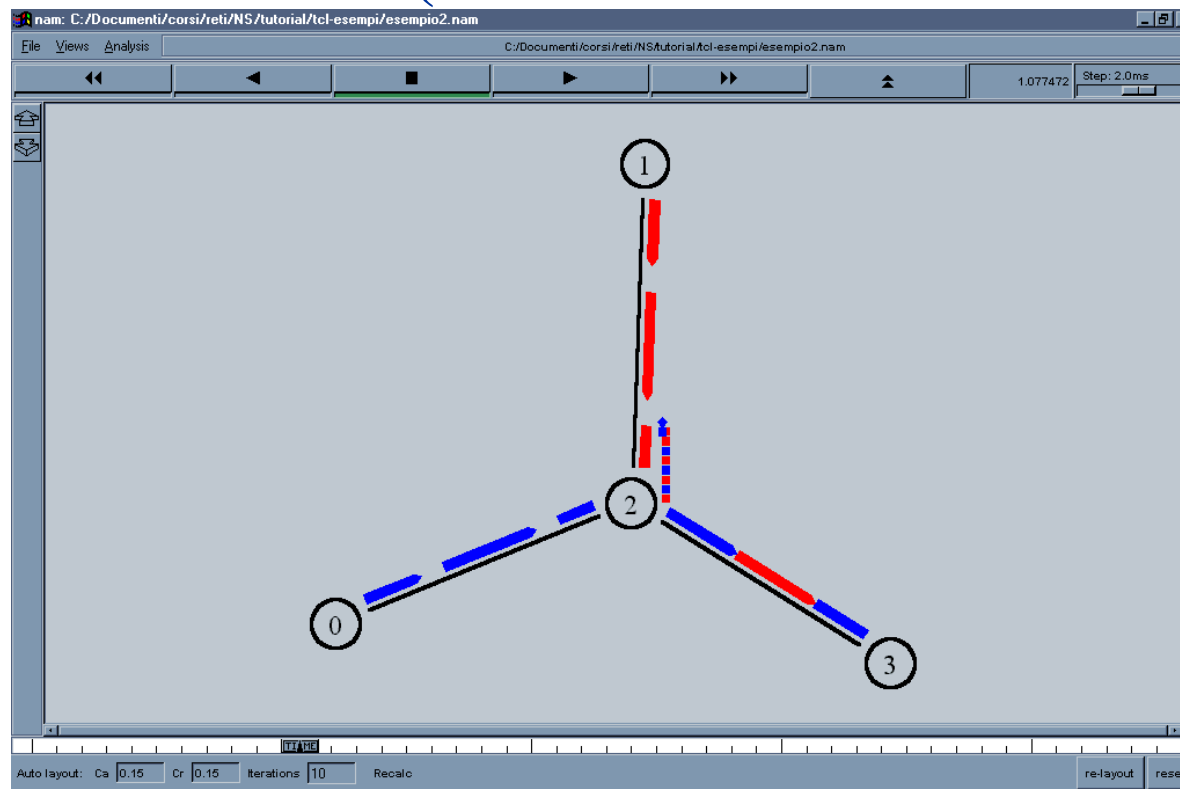 nam: C:/Documenti/corsi/reti/NS/tutorial/tcl-esempi/esempio2.nam
File Views Analysis C:/Documenti/corsi/reti/NS/tutorial/tcl-esempi/esempio2.nam
1.077472 Step: 2.0ms
1
2
0
3
TIME
Auto layout: Ca 0.15 Cr 0.15 Iterations 10 Recalc re-layout rese